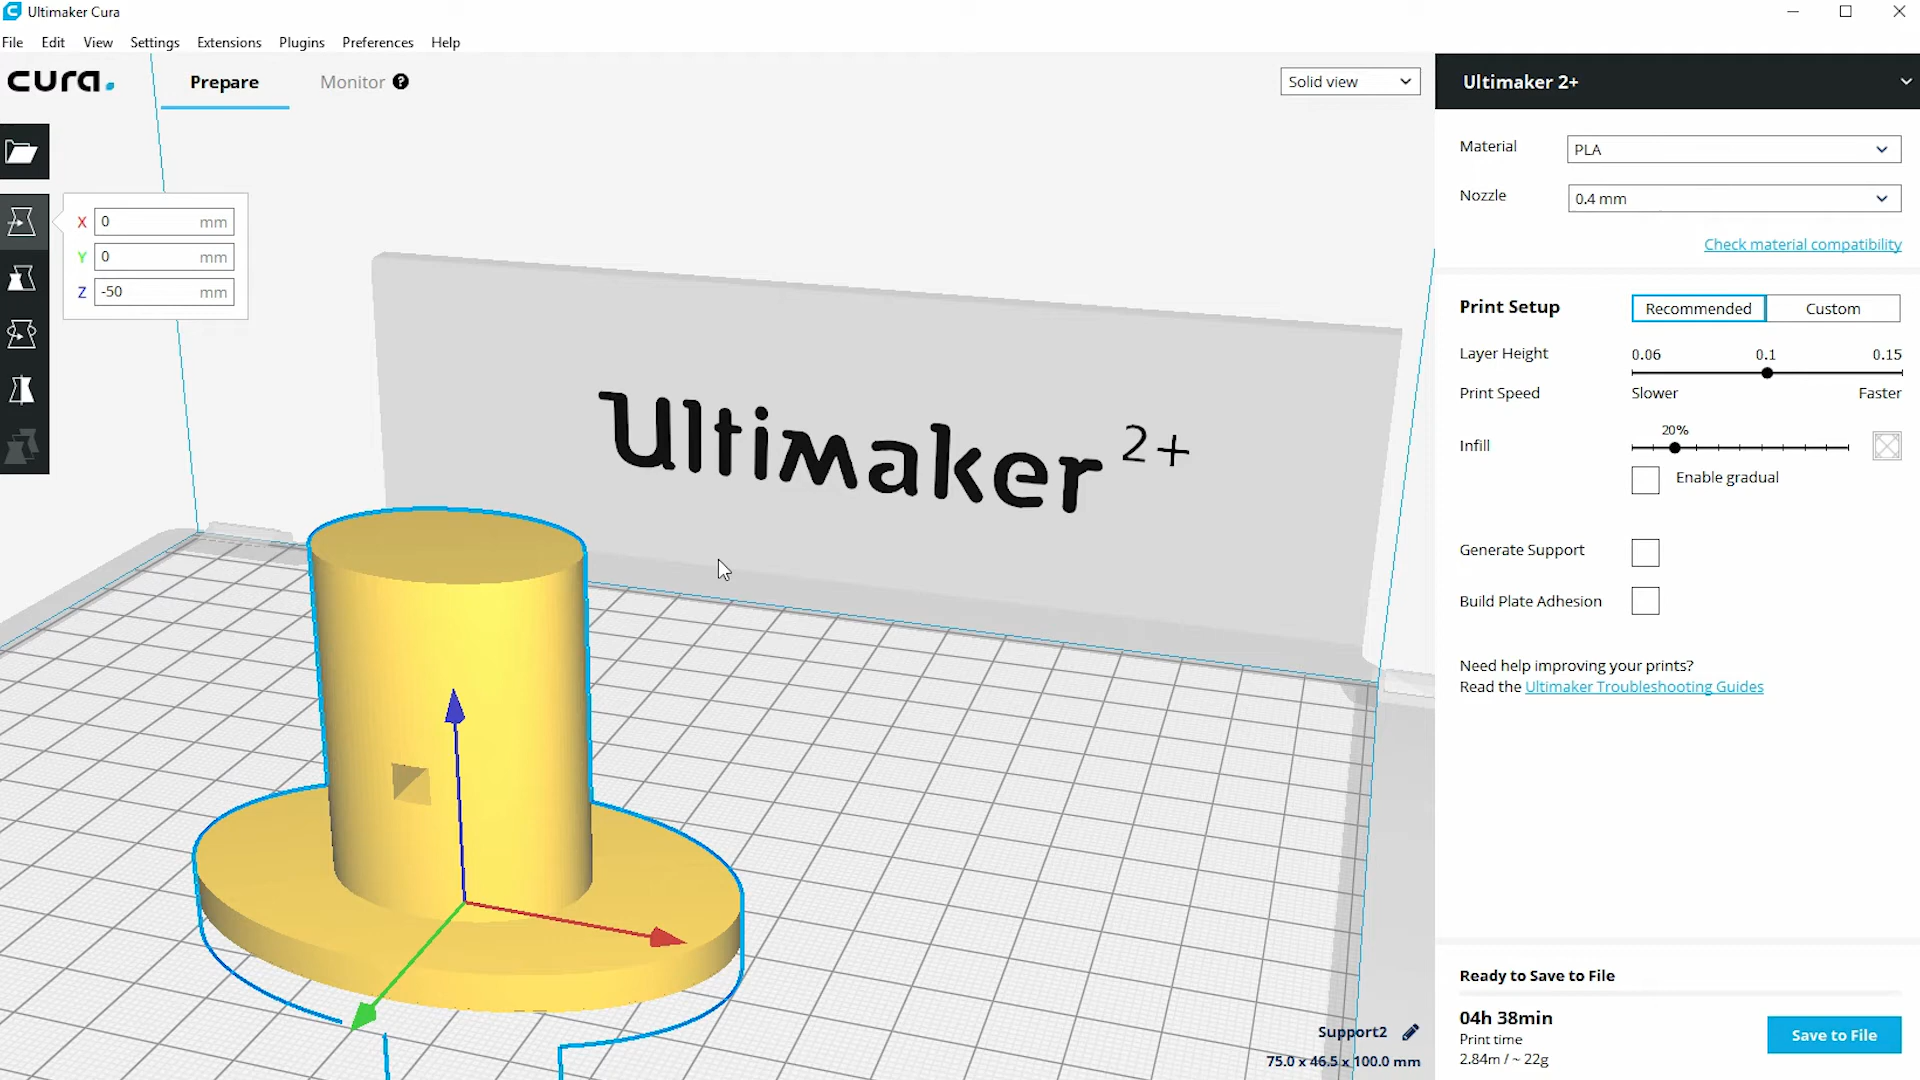 Ultimaker Cura
File Edit View Settings Extensions Plugins Preferences Help
cura.
Prepare
Monitor ?
Solid view
Ultimaker 2+
X 0 mm
Y 0 mm
Z -50 mm
Ultimaker 2+
Material PLA
Nozzle 0.4 mm
Check material compatibility
Print Setup Recommended Custom
Layer Height 0.06 0.1 0.15
Print Speed Slower Faster
20%
Infill
Enable gradual
Generate Support
Build Plate Adhesion
Need help improving your prints?
Read the Ultimaker Troubleshooting Guides
Support2
75.0 x 46.5 x 100.0 mm
Ready to Save to File
04h 38min
Print time
2.84m / ~ 22g
Save to File